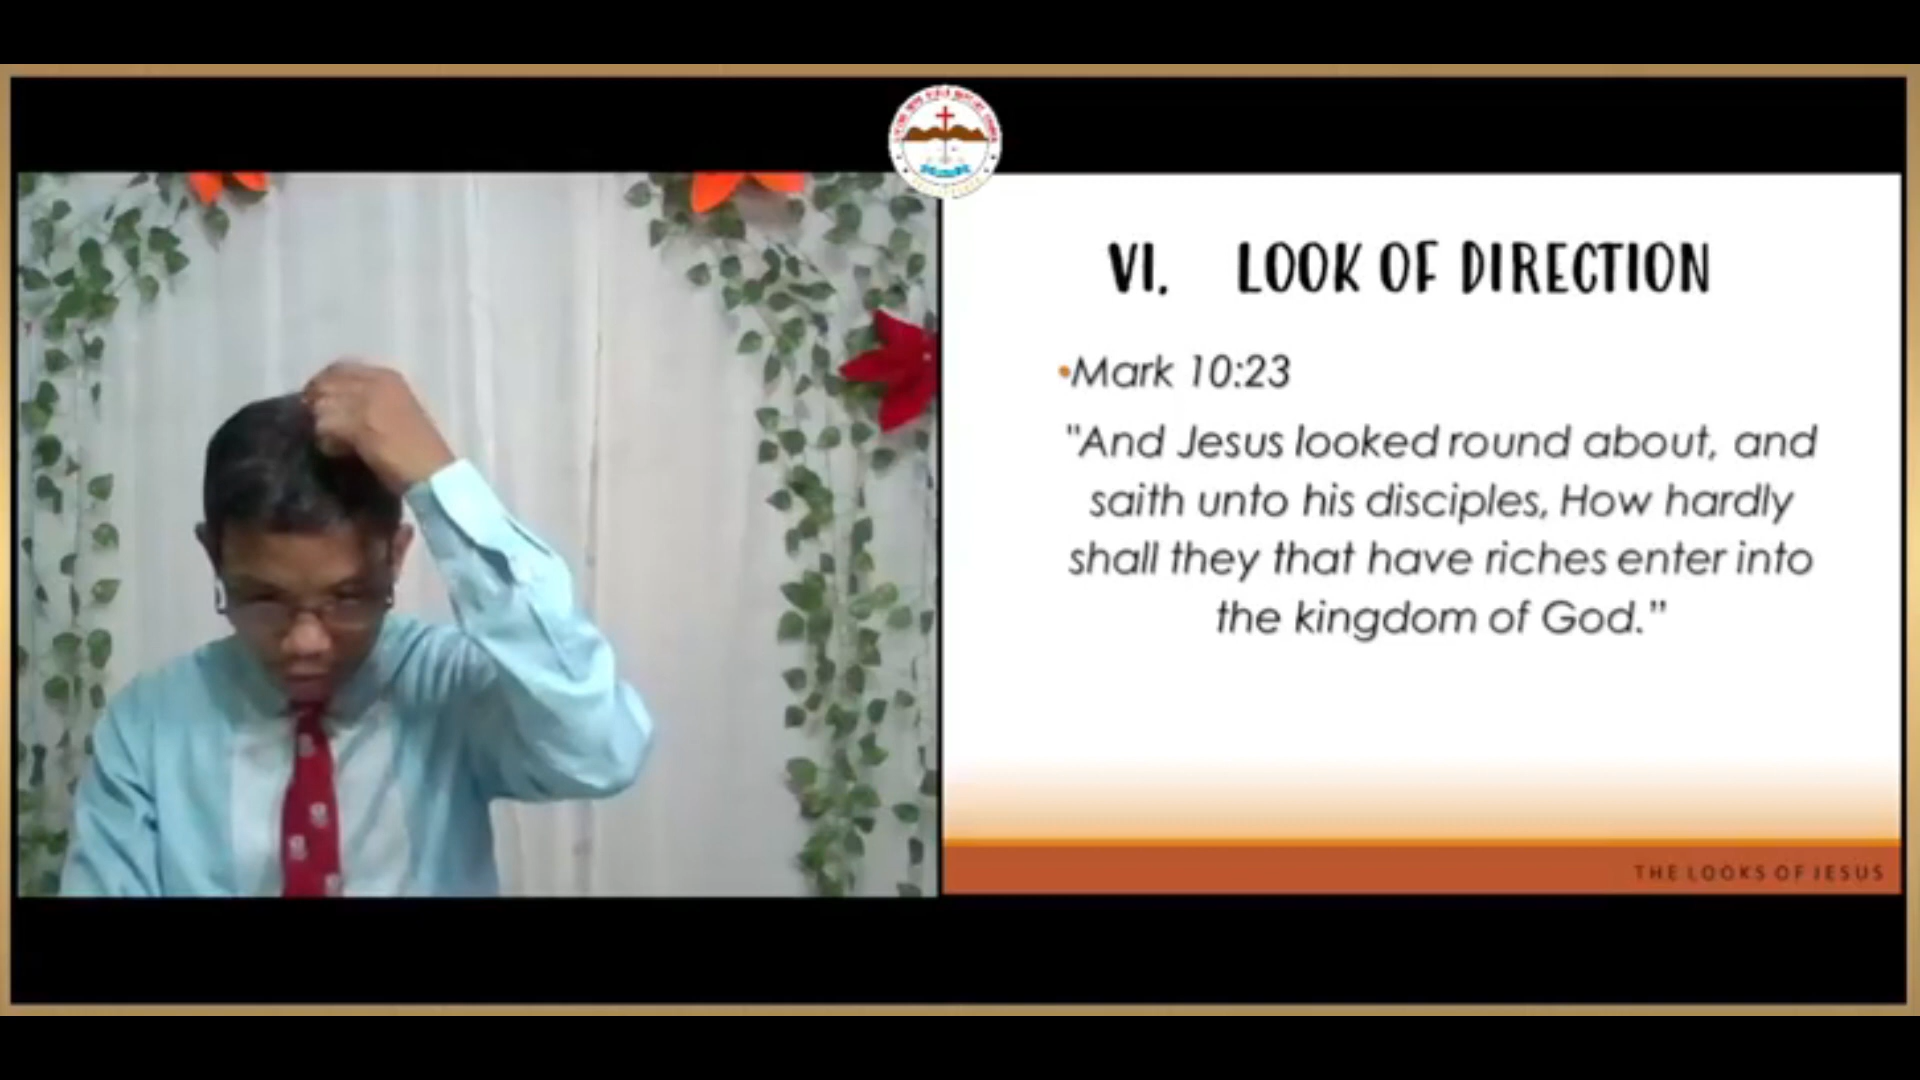 VI. LOOK OF DIRECTION
•Mark 10:23
"And Jesus looked round about, and
saith unto his disciples, How hardly
shall they that have riches enter into
the kingdom of God."
THE LOOKS OF JESUS